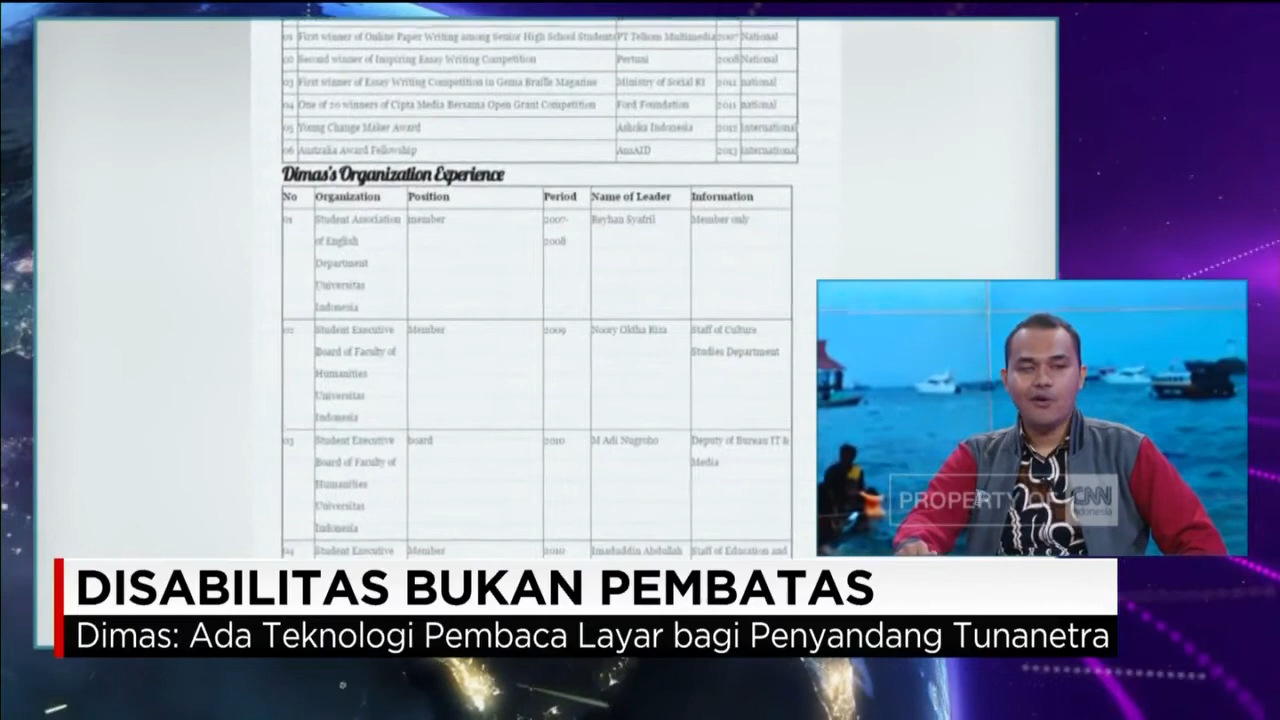 01 First winner of Online Paper Writing among Senior High School Students PT Telkom Multimedia 2007 National
02 Second winner of Inspiring Essay Writing Competition Pertuni 2008 National
03 First winner of Essay Writing Competition in Gema Braille Magazine Ministry of Social RI 2011 national
04 One of 20 winners of Cipta Media Bersama Open Grant Competition Ford Foundation 2011 national
05 Young Change Maker Award Ashoka Indonesia 2012 International
06 Australia Award Fellowship AusAID 2013 International
Dimas's Organization Experience
No Organization Position Period Name of Leader Information
01 Student Association member 2007- Reyhan Syafril Member only
of English 2008
Department
Universitas
Indonesia
02 Student Executive Member 2009 Noory Oktha Riza Staff of Culture
Board of Faculty of Studies Department
Humanities
Universitas
Indonesia
03 Student Executive board 2010 M Adi Nugroho Deputy of Bureau IT &
Board of Faculty of Media
Humanities
Universitas
Indonesia
04 Student Executive Member 2010 Imaduddin Abdullah Staff of Education and
PROPERTY OF CNN
Indonesia
DISABILITAS BUKAN PEMBATAS
Dimas: Ada Teknologi Pembaca Layar bagi Penyandang Tunanetra